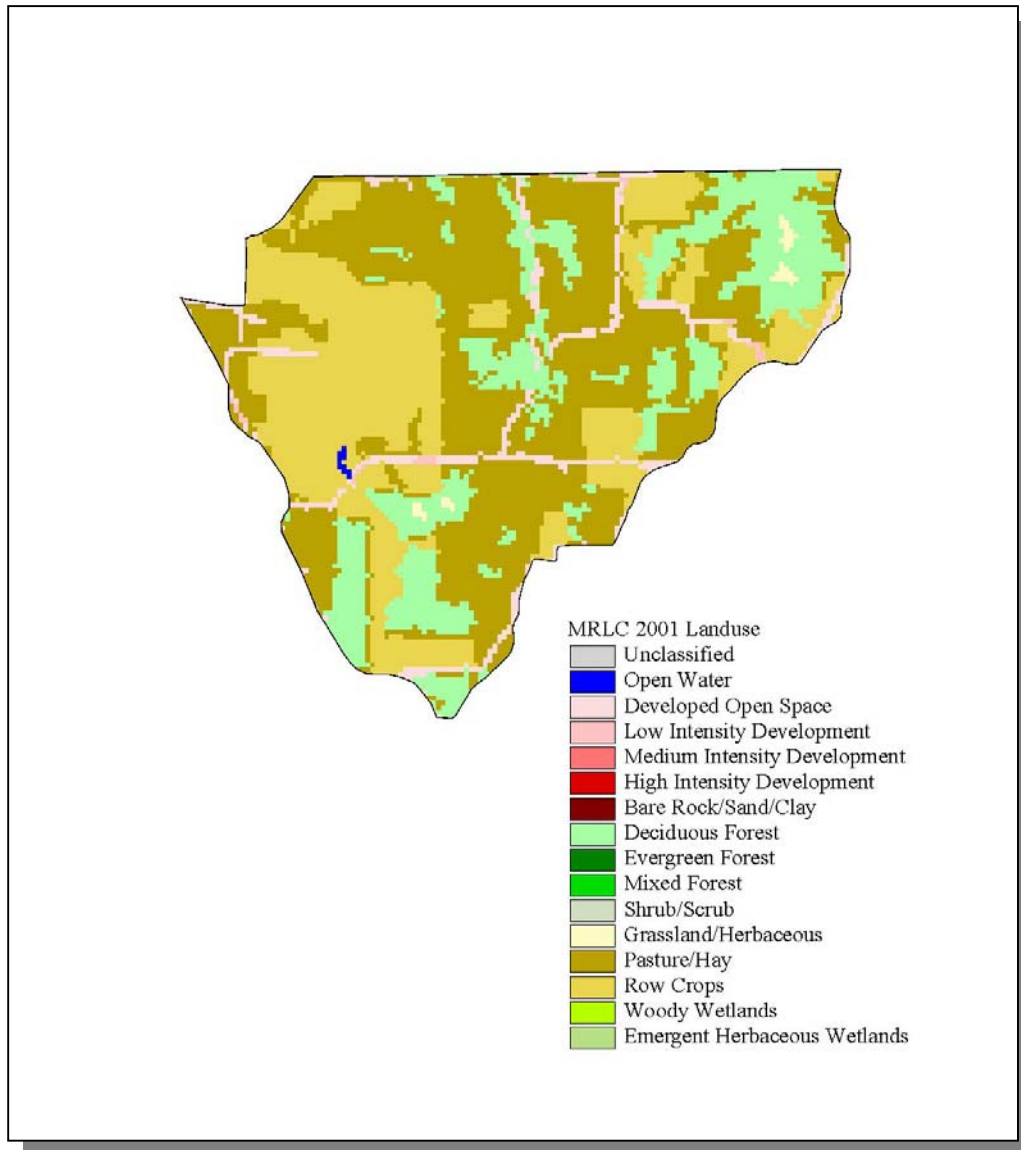 MRLC 2001 Landuse
Unclassified
Open Water
Developed Open Space
Low Intensity Development
Medium Intensity Development
High Intensity Development
Bare Rock/Sand/Clay
Deciduous Forest
Evergreen Forest
Mixed Forest
Shrub/Scrub
Grassland/Herbaceous
Pasture/Hay
Row Crops
Woody Wetlands
Emergent Herbaceous Wetlands